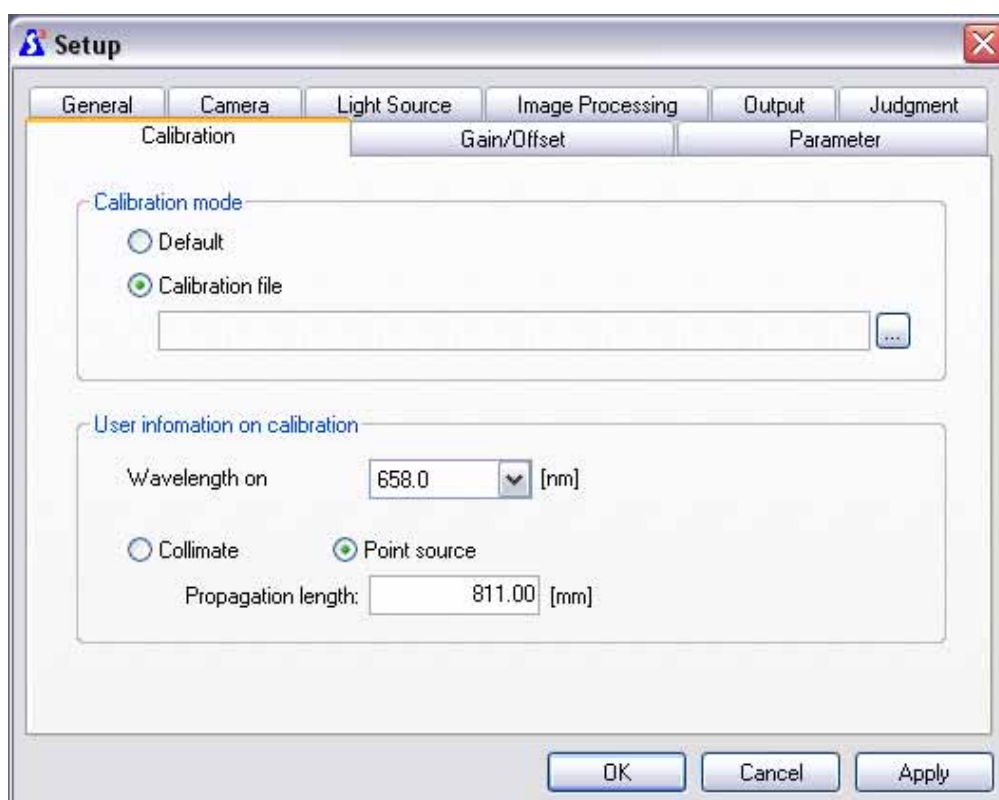 Setup
General Camera Light Source Image Processing Output Judgment
Calibration Gain/Offset Parameter
Calibration mode
Default
Calibration file
...
User infomation on calibration
Wavelength on 658.0 [nm]
Collimate Point source
Propagation length: 811.00 [mm]
OK Cancel Apply